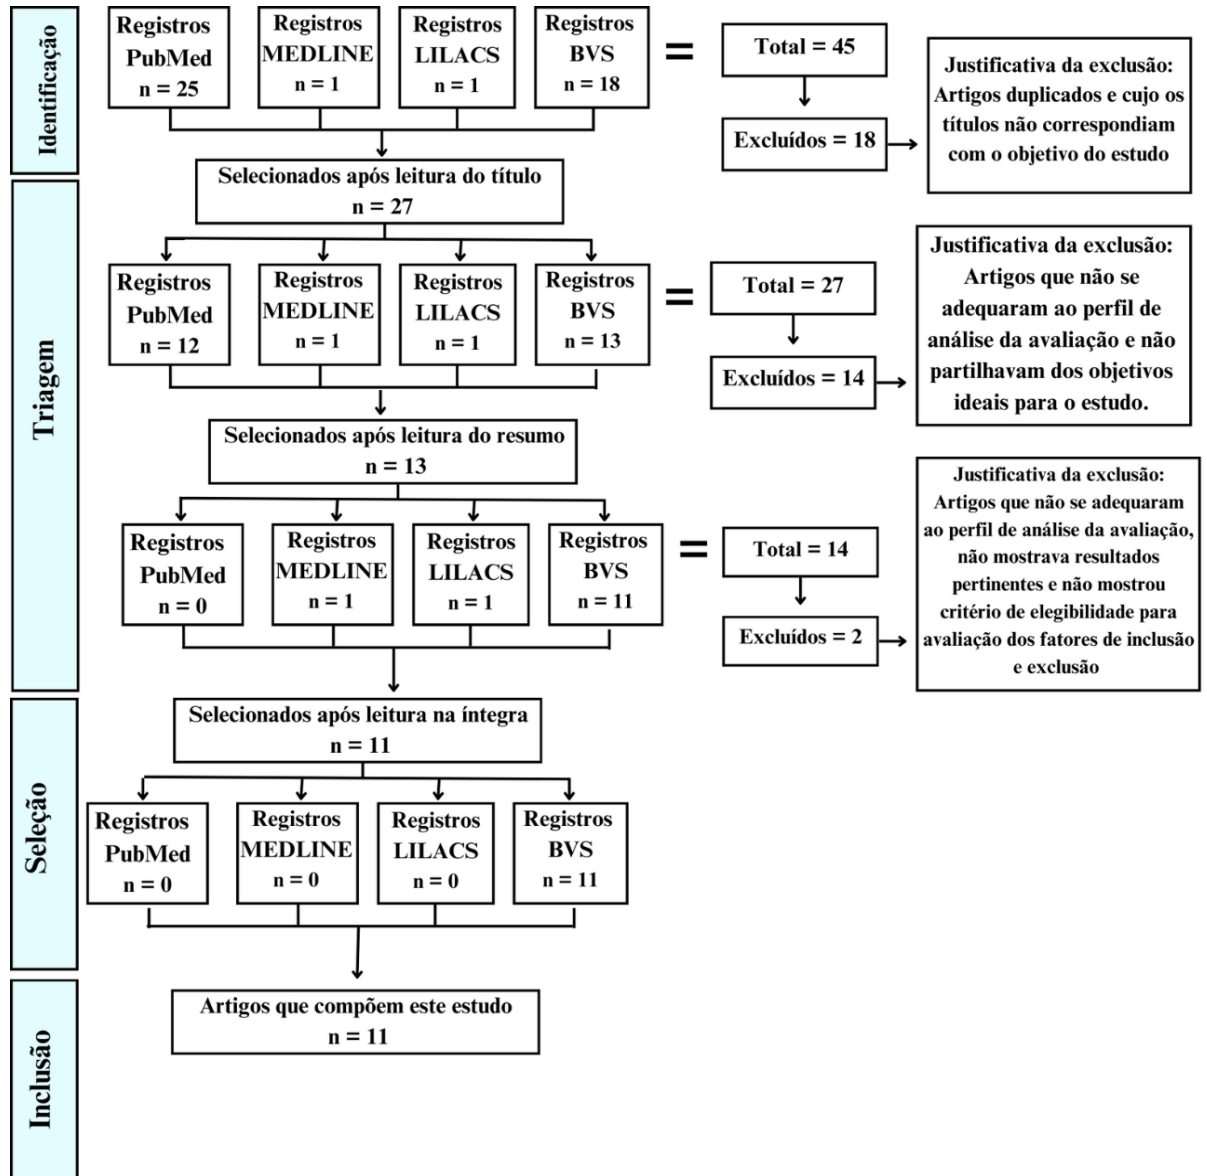 Identificação
Registros
PubMed
n = 25
Registros
MEDLINE
n = 1
Registros
LILACS
n = 1
Registros
BVS
n = 18
=
Total = 45
Excluídos = 18
Justificativa da exclusão:
Artigos duplicados e cujo os
títulos não correspondiam
com o objetivo do estudo
Triagem
Selecionados após leitura do título
n = 27
Registros
PubMed
n = 12
Registros
MEDLINE
n = 1
Registros
LILACS
n = 1
Registros
BVS
n = 13
=
Total = 27
Excluídos = 14
Justificativa da exclusão:
Artigos que não se
adequaram ao perfil de
análise da avaliação e não
partilhavam dos objetivos
ideais para o estudo.
Selecionados após leitura do resumo
n = 13
Registros
PubMed
n = 0
Registros
MEDLINE
n = 1
Registros
LILACS
n = 1
Registros
BVS
n = 11
=
Total = 14
Excluídos = 2
Justificativa da exclusão:
Artigos que não se adequaram
ao perfil de análise da avaliação,
não mostrava resultados
pertinentes e não mostrou
critério de elegibilidade para
avaliação dos fatores de inclusão
e exclusão
Seleção
Selecionados após leitura na íntegra
n = 11
Registros
PubMed
n = 0
Registros
MEDLINE
n = 0
Registros
LILACS
n = 0
Registros
BVS
n = 11
Inclusão
Artigos que compõem este estudo
n = 11